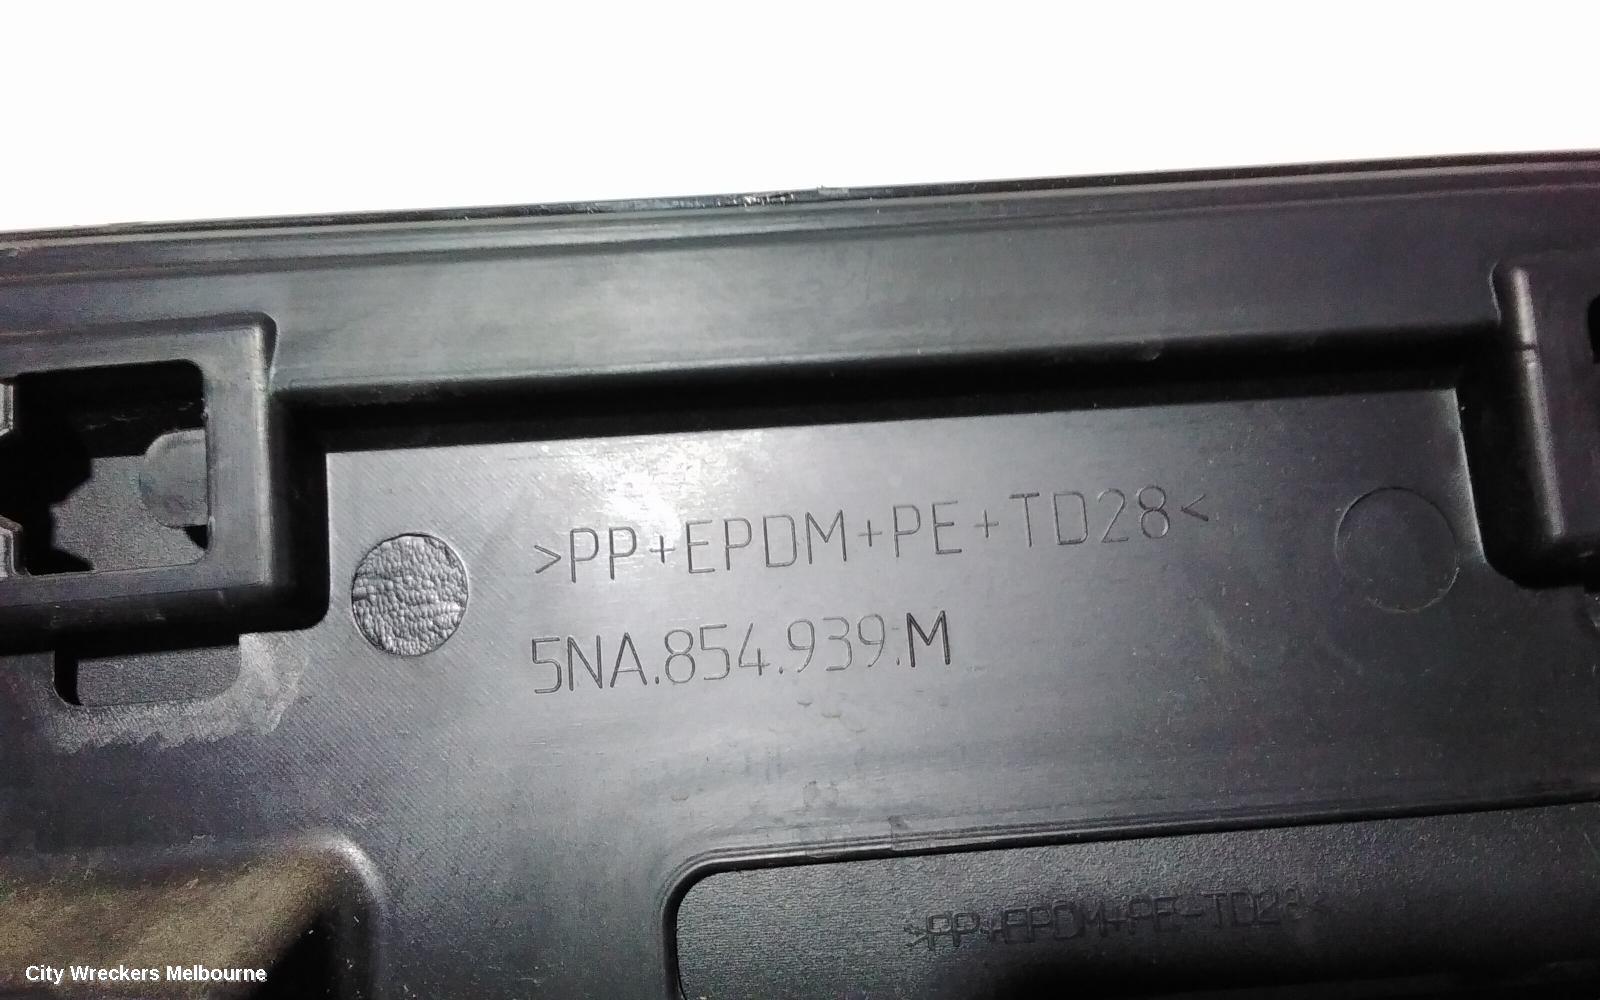 >PP+EPDM+PE+TD28<
5NA.854.939.M
>PP+EPDM+PE-TD28<
City Wreckers Melbourne